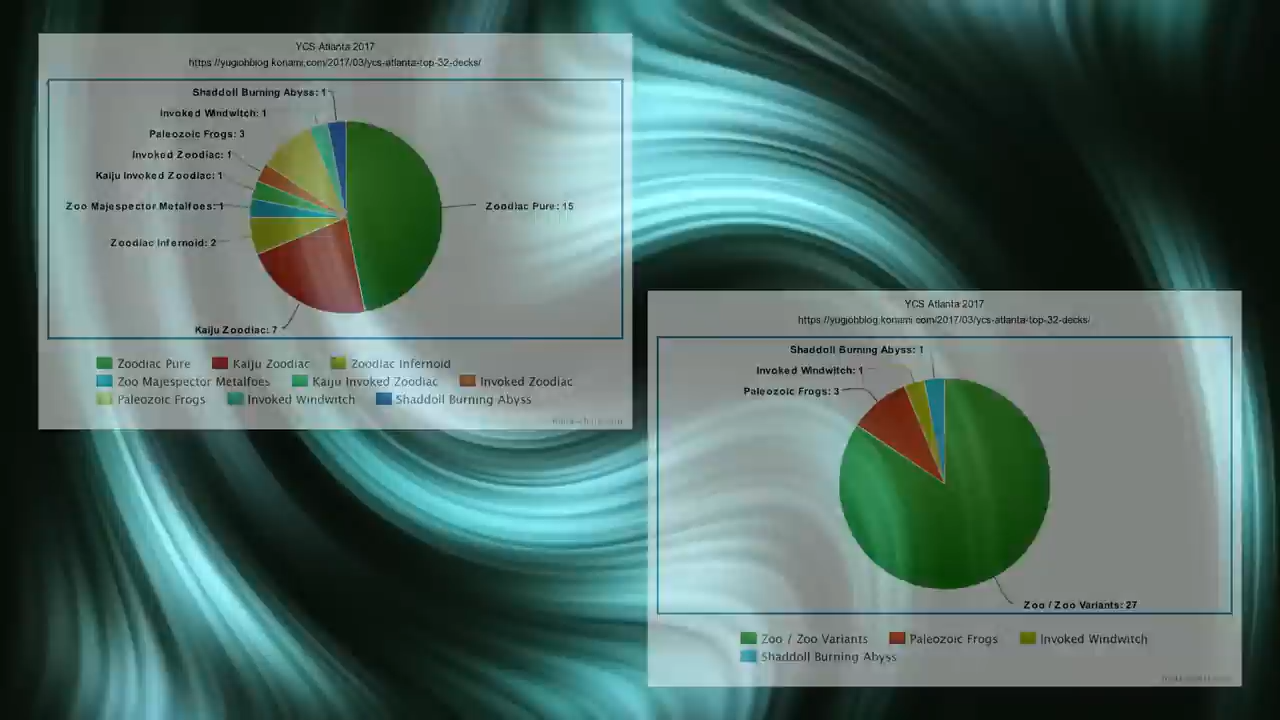 YCS Atlanta 2017
https://yugiohblog.konami.com/2017/03/ycs-atlanta-top-32-decks/
Shaddoll Burning Abyss: 1
Invoked Windwitch: 1
Paleozoic Frogs: 3
Invoked Zoodiac: 1
Kaiju Invoked Zoodiac: 1
Zoo Majespector Metalfoes: 1
Zoodiac Pure: 15
Zoodiac Infernoid: 2
Kaiju Zoodiac: 7
Zoodiac Pure Kaiju Zoodiac Zoodiac Infernoid
Zoo Majespector Metalfoes Kaiju Invoked Zoodiac Invoked Zoodiac
Paleozoic Frogs Invoked Windwitch Shaddoll Burning Abyss
YCS Atlanta 2017
https://yugiohblog.konami.com/2017/03/ycs-atlanta-top-32-decks/
Shaddoll Burning Abyss: 1
Invoked Windwitch: 1
Paleozoic Frogs: 3
Zoo / Zoo Variants: 27
Zoo / Zoo Variants Paleozoic Frogs Invoked Windwitch
Shaddoll Burning Abyss